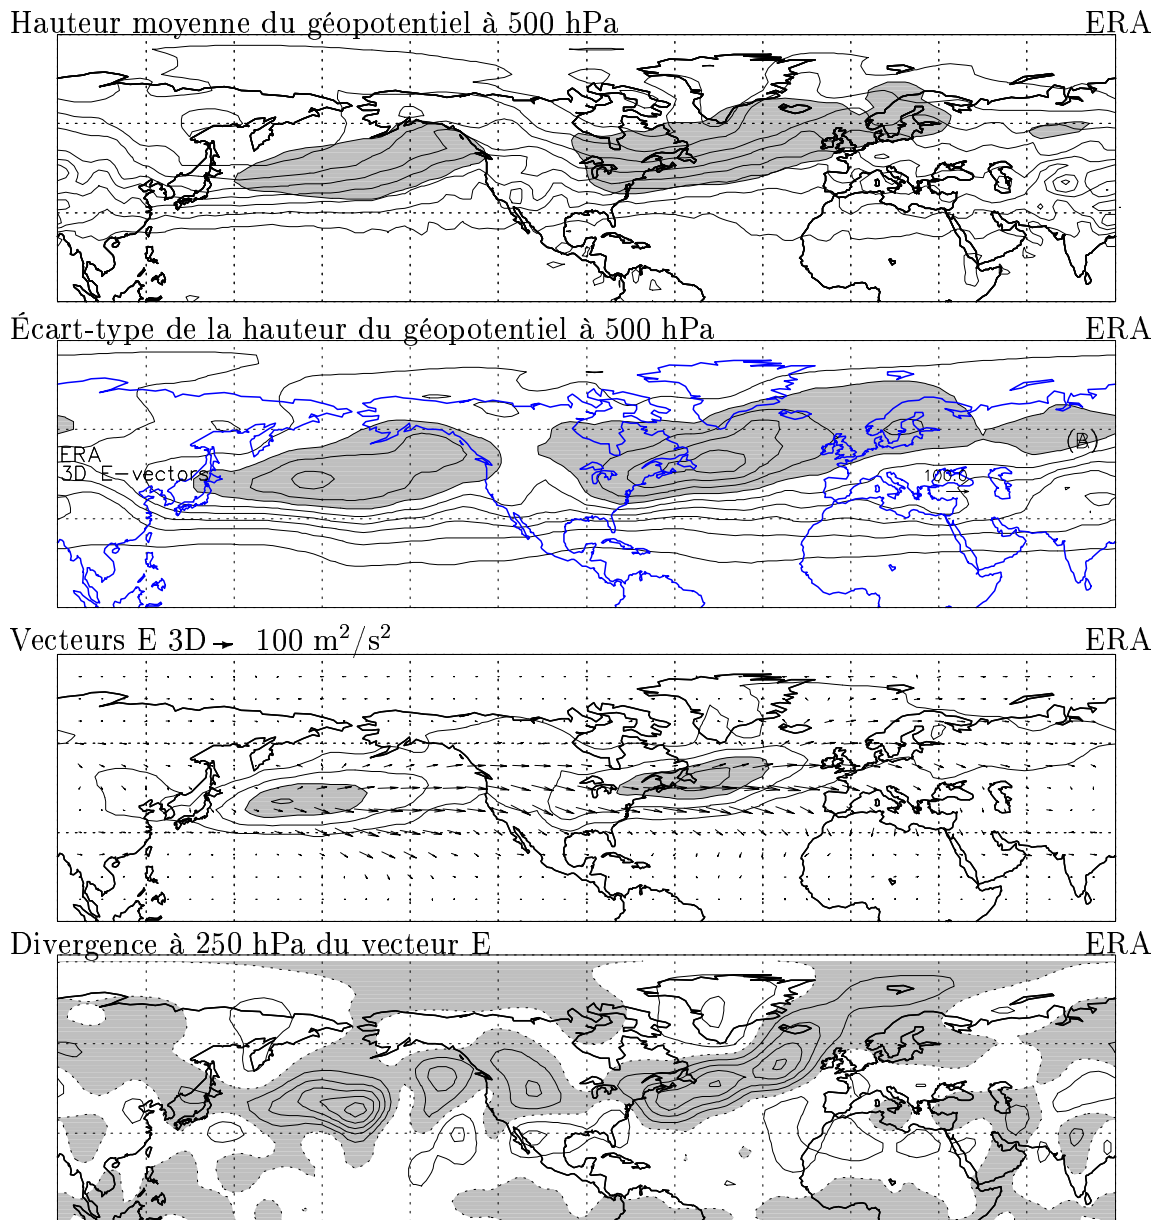 Hauteur moyenne du géopotentiel à 500 hPa ERA
Écart-type de la hauteur du géopotentiel à 500 hPa ERA
ERA
3D E-vectors
100.0
Vecteurs E 3D → 100 m²/s² ERA
Divergence à 250 hPa du vecteur E ERA